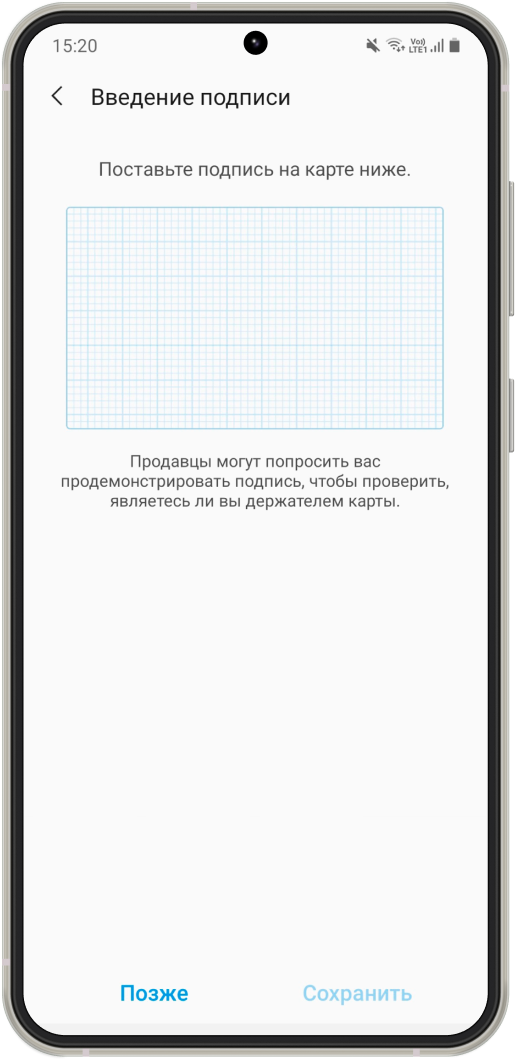 15:20
Vo))
LTE1
Введение подписи
Поставьте подпись на карте ниже.
Продавцы могут попросить вас
продемонстрировать подпись, чтобы проверить,
являетесь ли вы держателем карты.
Позже
Сохранить